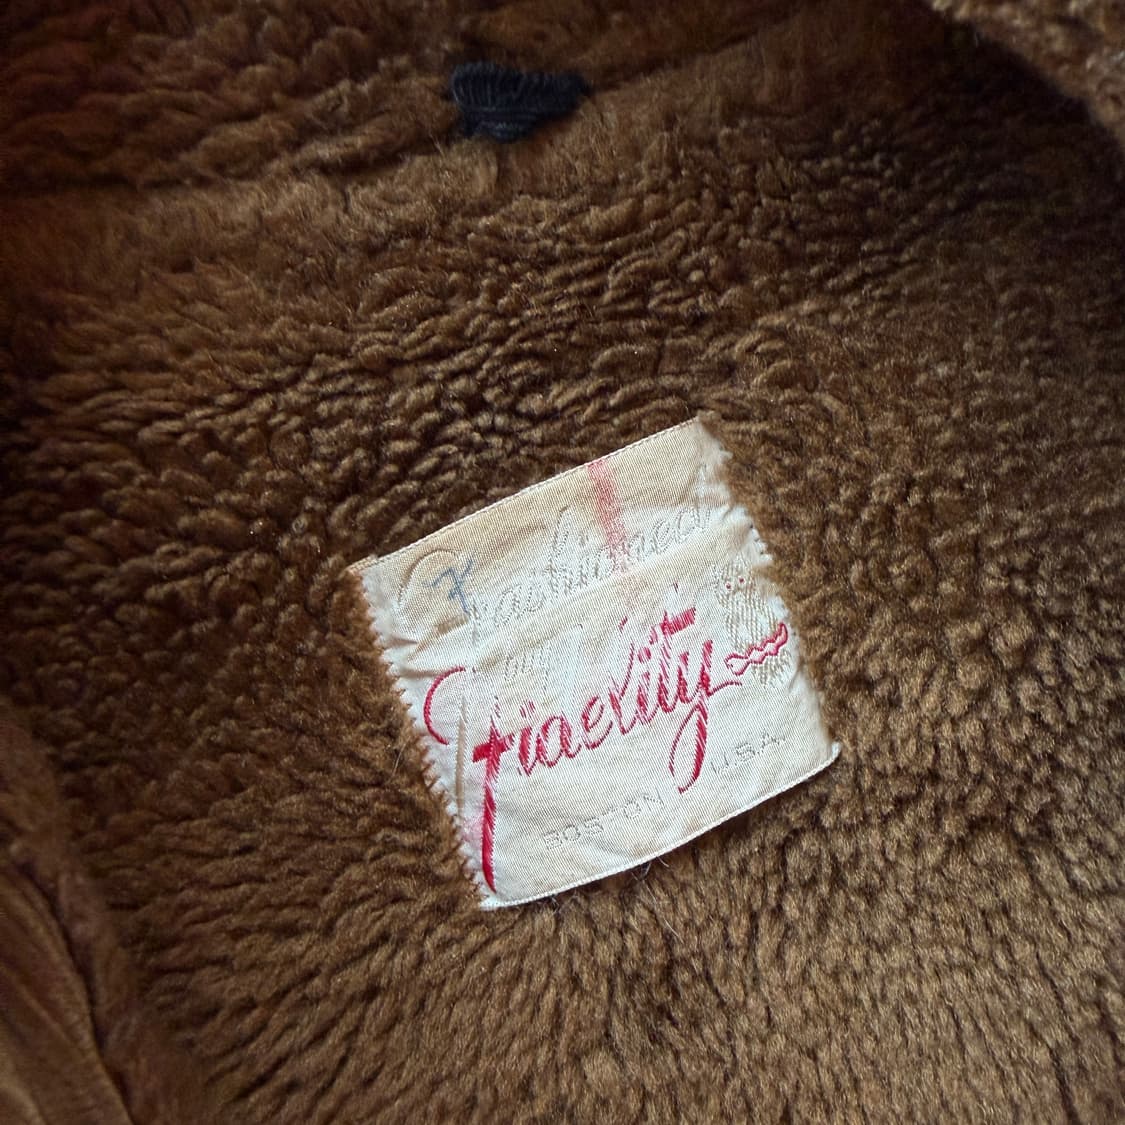 Fashioned
by
Fidelity
BOSTON U.S.A.